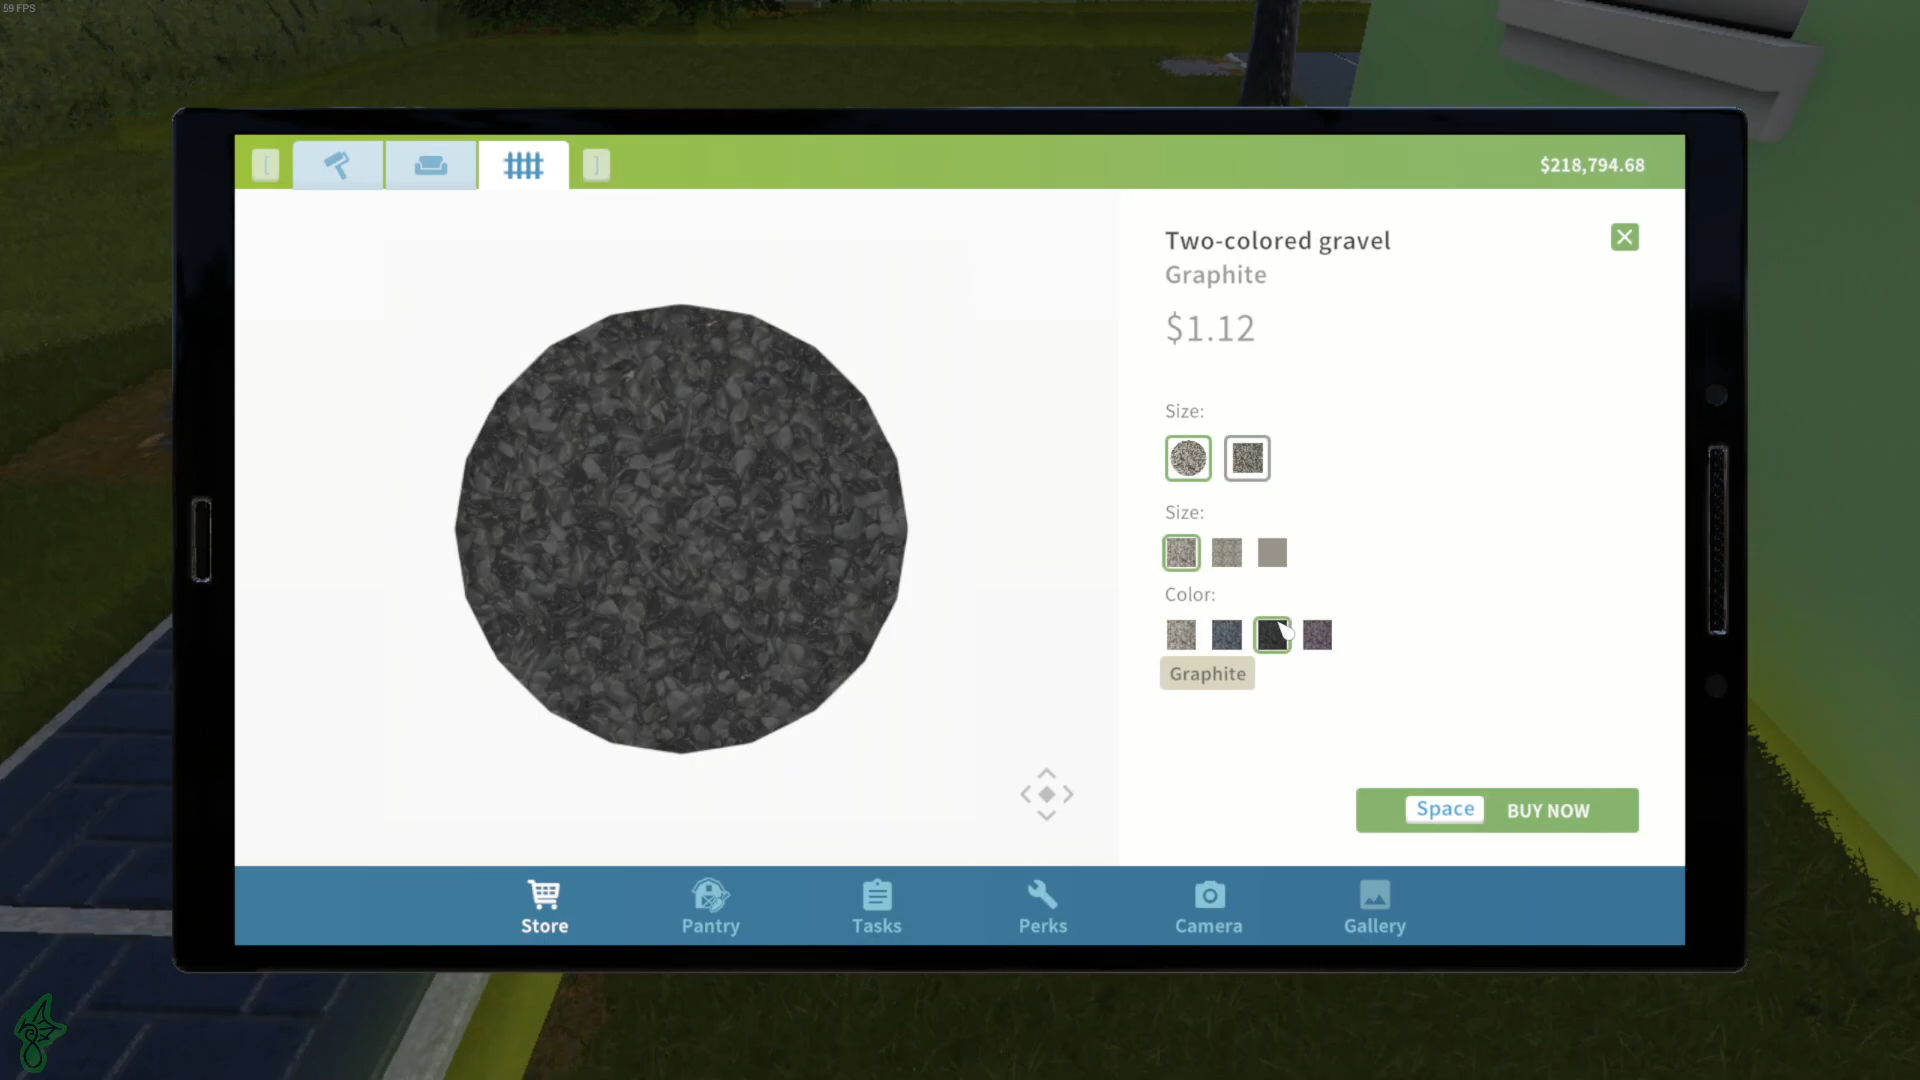 59 FPS
[
]
$218,794.68
Two-colored gravel
Graphite
$1.12
Size:
Size:
Color:
Graphite
Space BUY NOW
Store Pantry Tasks Perks Camera Gallery